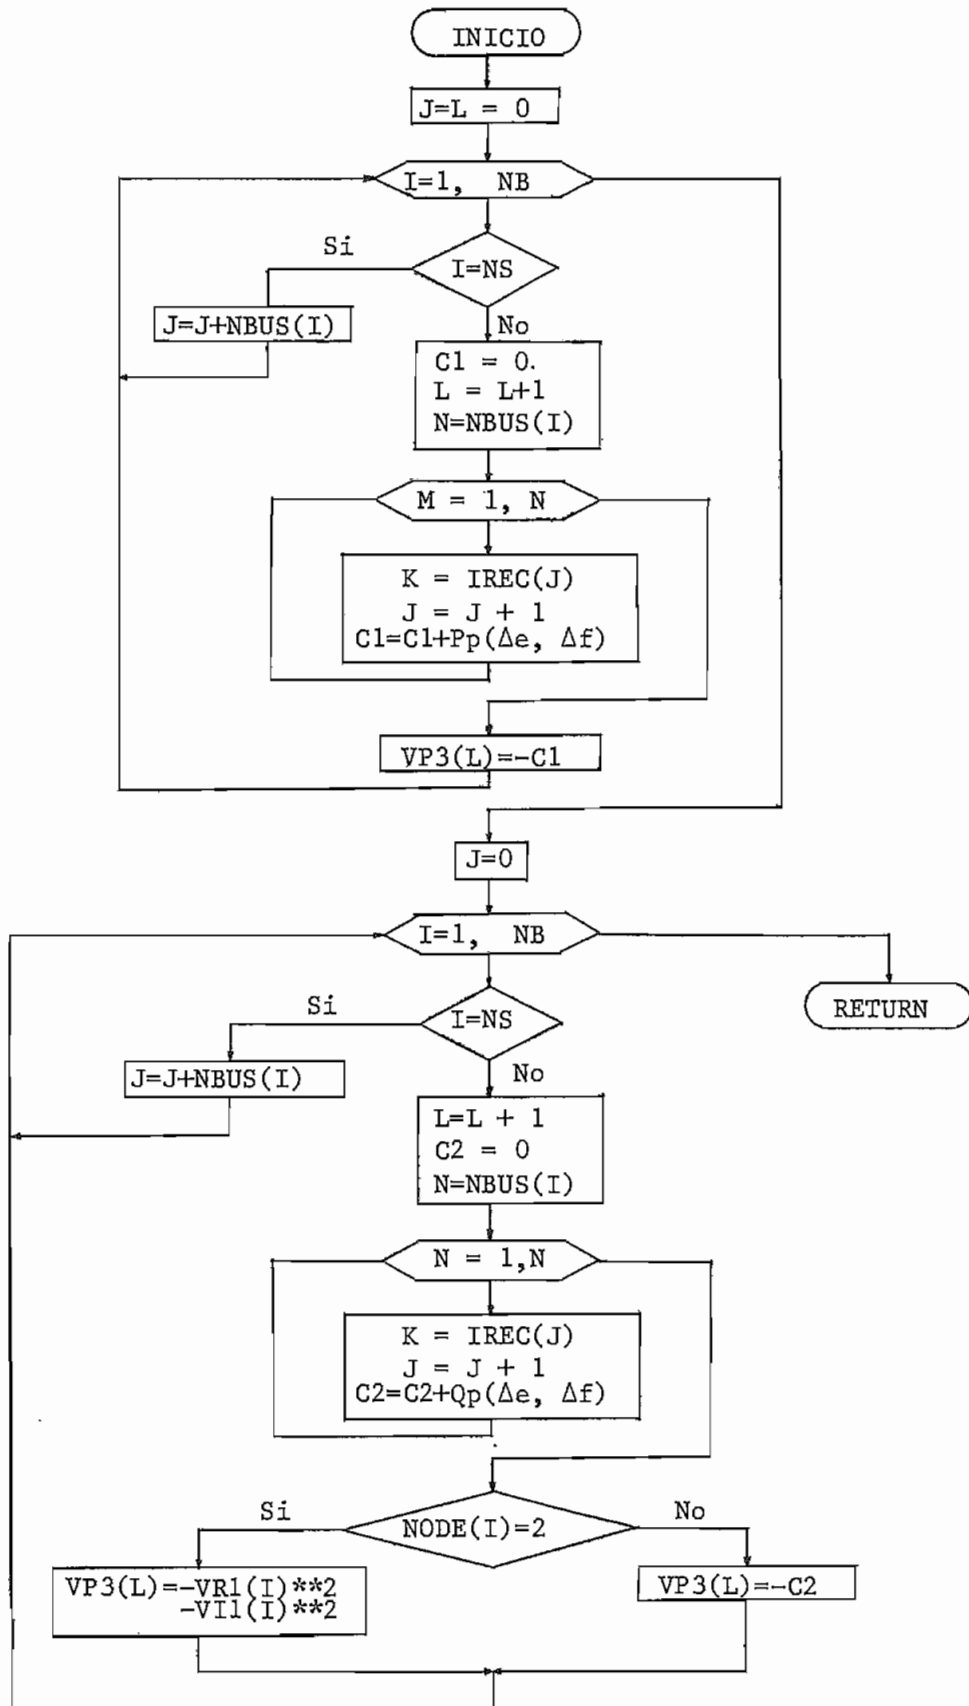 INICIO
J=L = 0
I=1, NB
Si
I=NS
J=J+NBUS(I)
No
C1 = 0.
L = L+1
N=NBUS(I)
M = 1, N
K = IREC(J)
J = J + 1
C1=C1+Pp(Δe, Δf)
VP3(L)=-C1
J=0
I=1, NB
Si
I=NS
RETURN
J=J+NBUS(I)
No
L=L + 1
C2 = 0
N=NBUS(I)
N = 1,N
K = IREC(J)
J = J + 1
C2=C2+Qp(Δe, Δf)
Si
NODE(I)=2
No
VP3(L)=-VR1(I)**2
-VI1(I)**2
VP3(L)=-C2